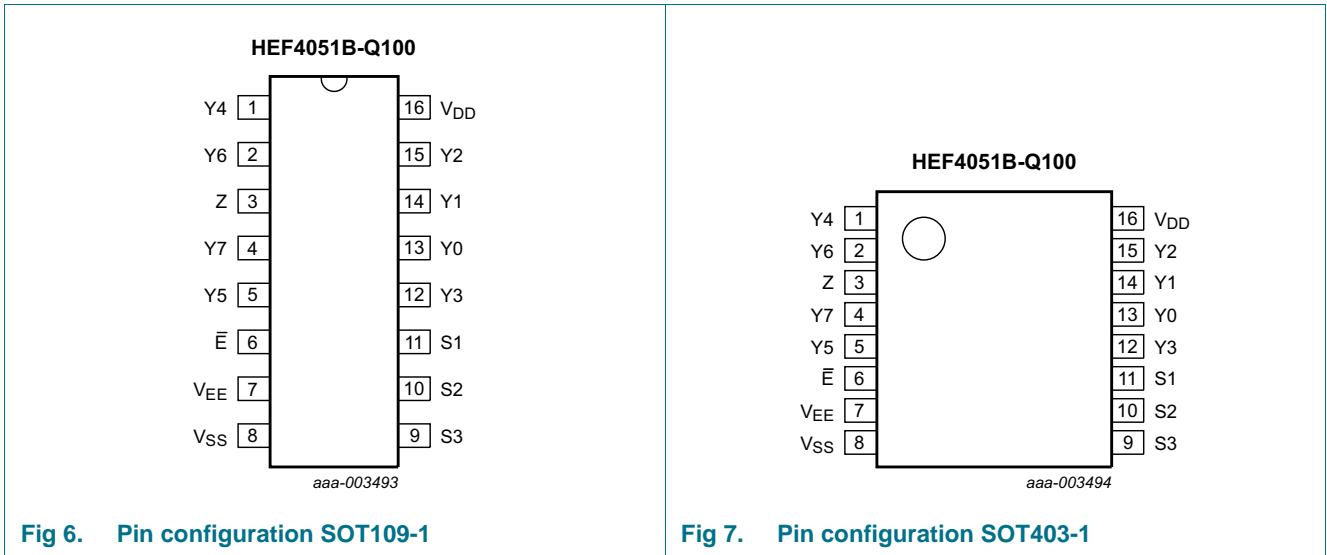 HEF4051B-Q100
Y4 1 16 VDD
Y6 2 15 Y2
Z 3 14 Y1
Y7 4 13 Y0
Y5 5 12 Y3
E̅ 6 11 S1
VEE 7 10 S2
VSS 8 9 S3
aaa-003493
Fig 6. Pin configuration SOT109-1
HEF4051B-Q100
Y4 1 16 VDD
Y6 2 15 Y2
Z 3 14 Y1
Y7 4 13 Y0
Y5 5 12 Y3
E̅ 6 11 S1
VEE 7 10 S2
VSS 8 9 S3
aaa-003494
Fig 7. Pin configuration SOT403-1